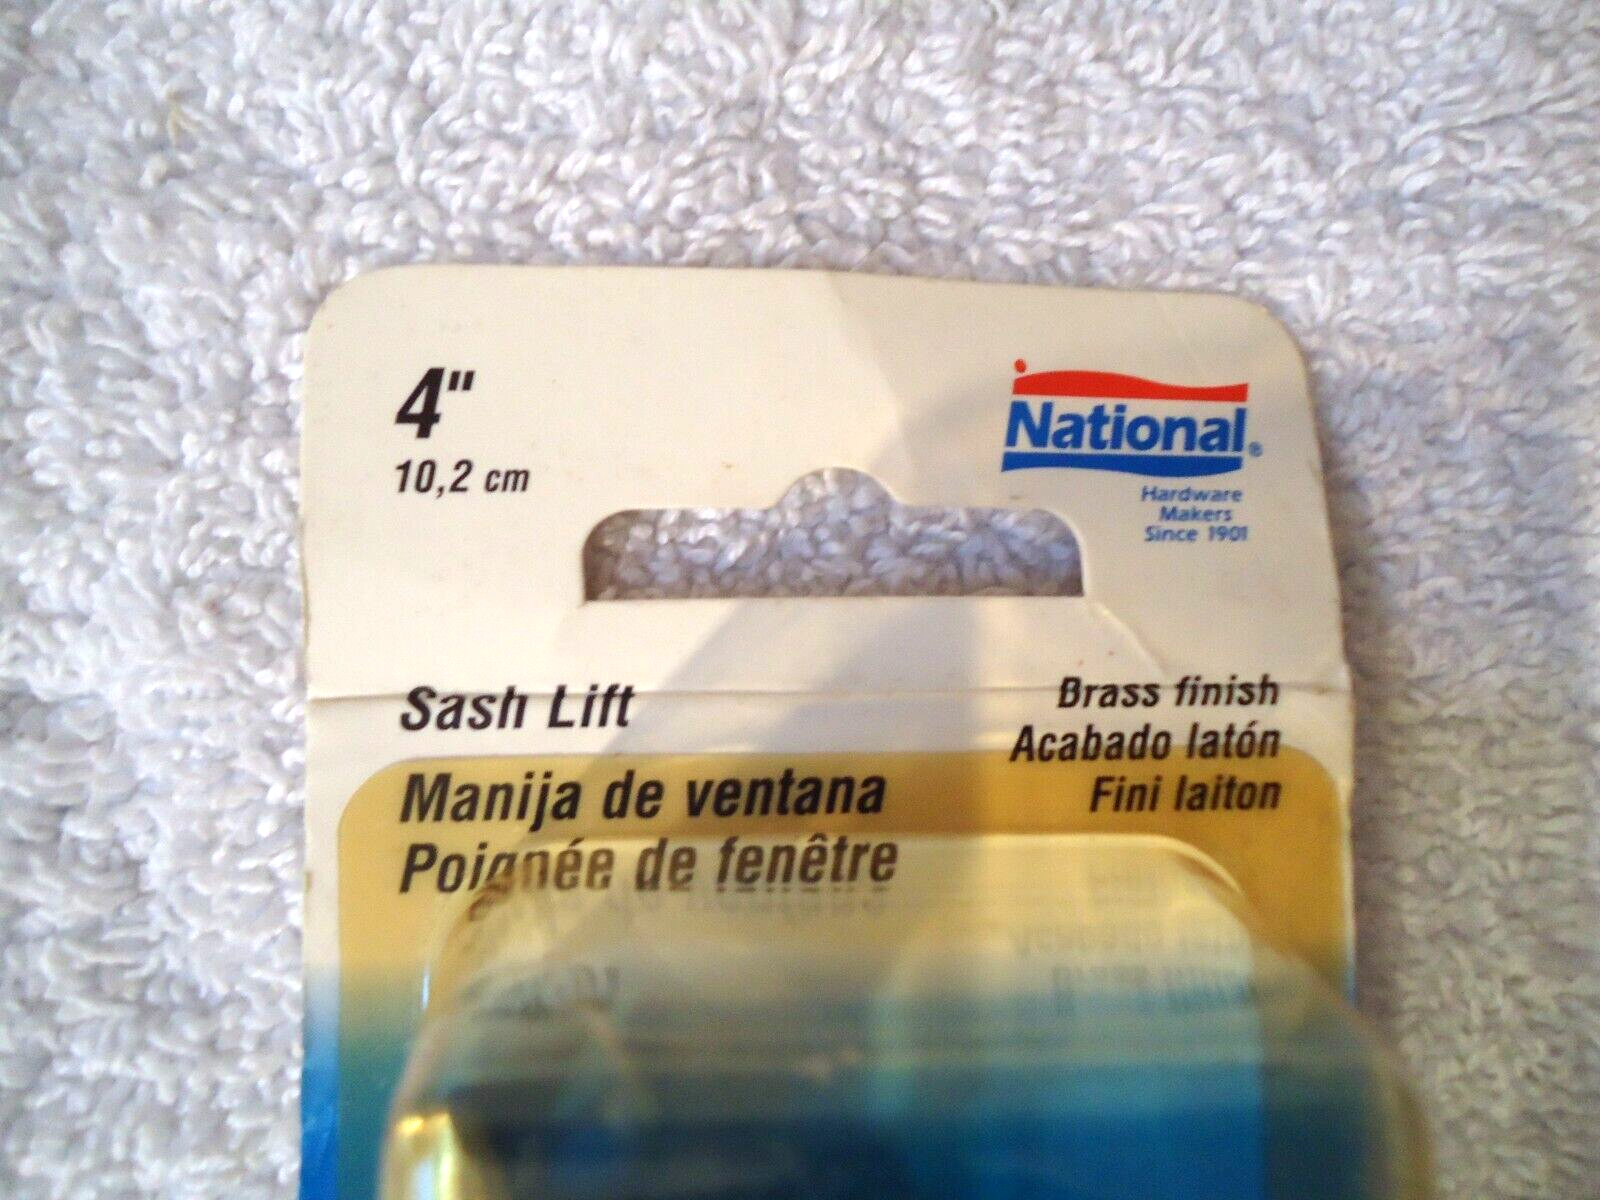 4"
10,2 cm
National®
Hardware
Makers
Since 1901
Sash Lift
Manija de ventana
Poignée de fenêtre
Brass finish
Acabado latón
Fini laiton